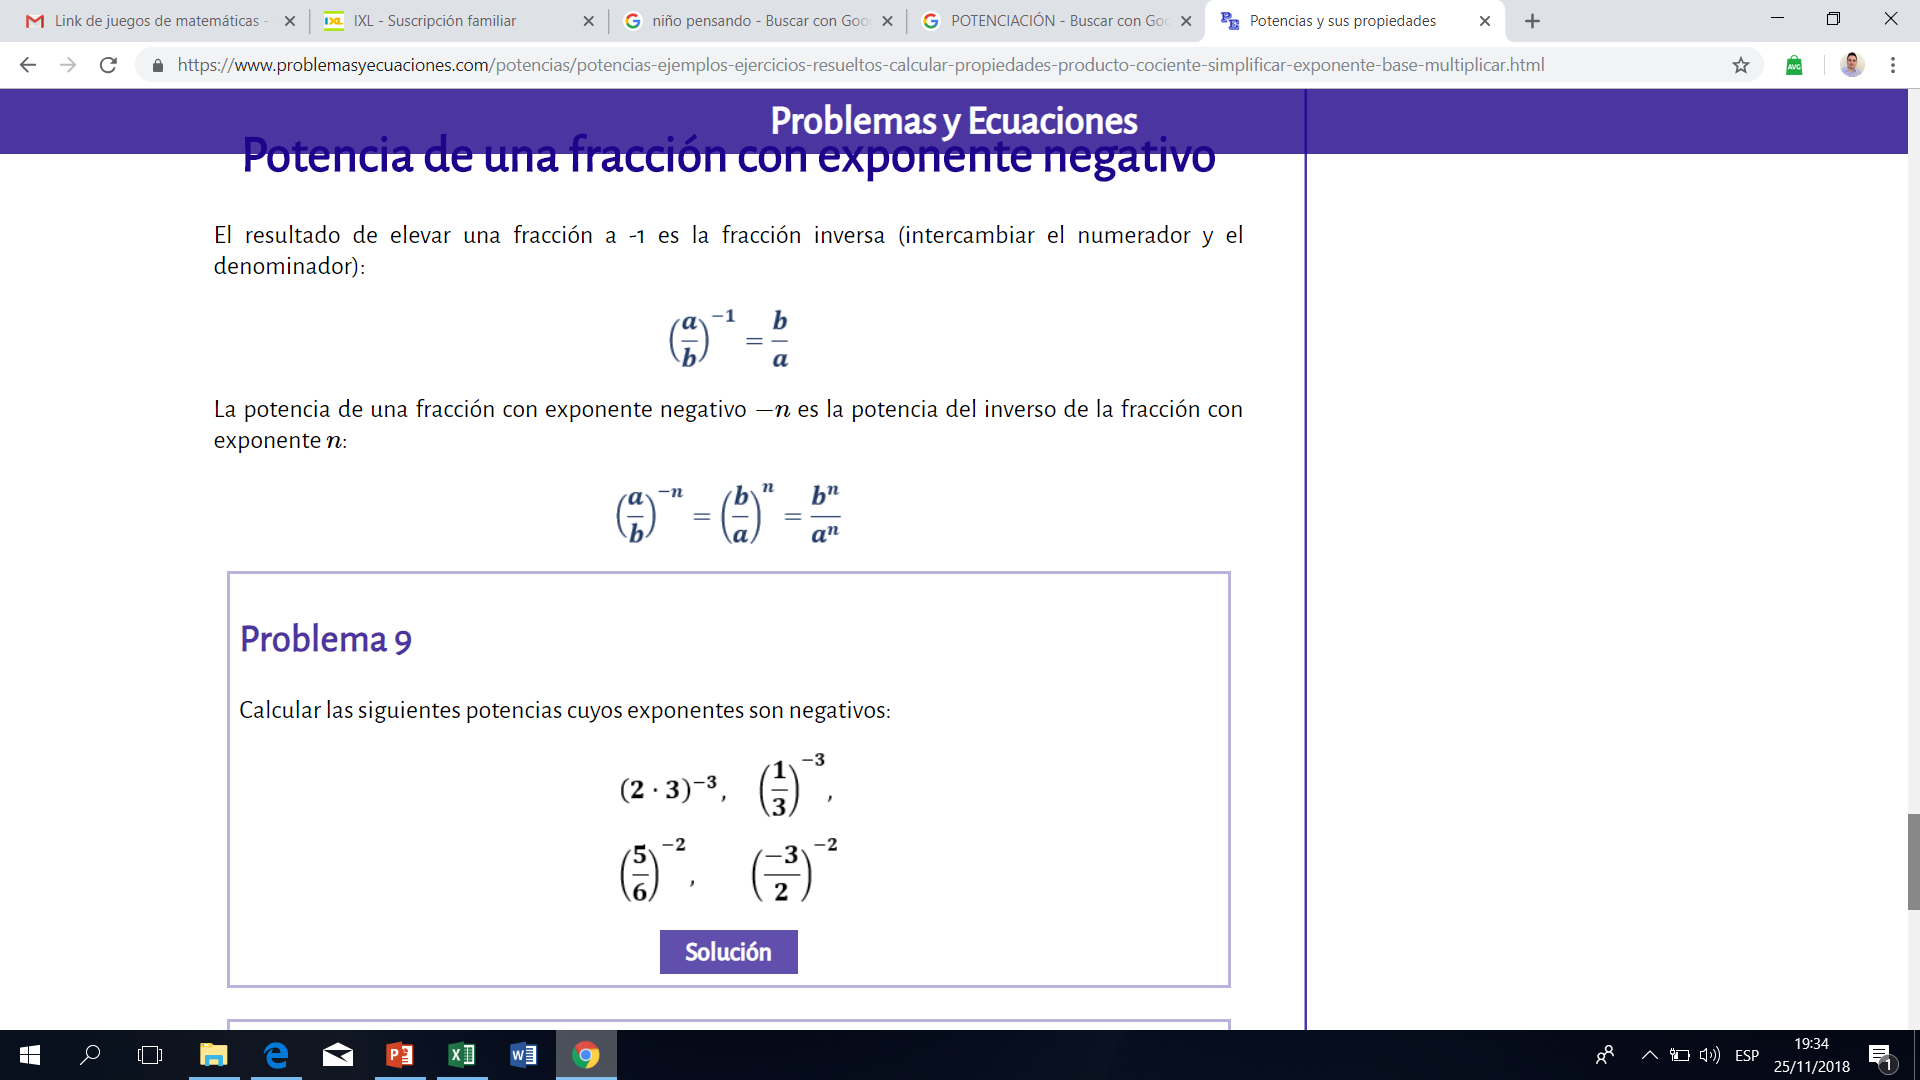 Link de juegos de matemáticas -
IXL - Suscripción familiar
niño pensando - Buscar con Goo
POTENCIACIÓN - Buscar con Goo
Potencias y sus propiedades
https://www.problemasyecuaciones.com/potencias/potencias-ejemplos-ejercicios-resueltos-calcular-propiedades-producto-cociente-simplificar-exponente-base-multiplicar.html
Problemas y Ecuaciones
Potencia de una fracción con exponente negativo
El resultado de elevar una fracción a -1 es la fracción inversa (intercambiar el numerador y el
denominador):
(a/b)^{-1} = b/a
La potencia de una fracción con exponente negativo −n es la potencia del inverso de la fracción con
exponente n:
(a/b)^{-n} = (b/a)^n = b^n/a^n
Problema 9
Calcular las siguientes potencias cuyos exponentes son negativos:
(2 · 3)^{-3}, (1/3)^{-3},
(5/6)^{-2}, (-3/2)^{-2}
Solución
ESP
19:34
25/11/2018
1